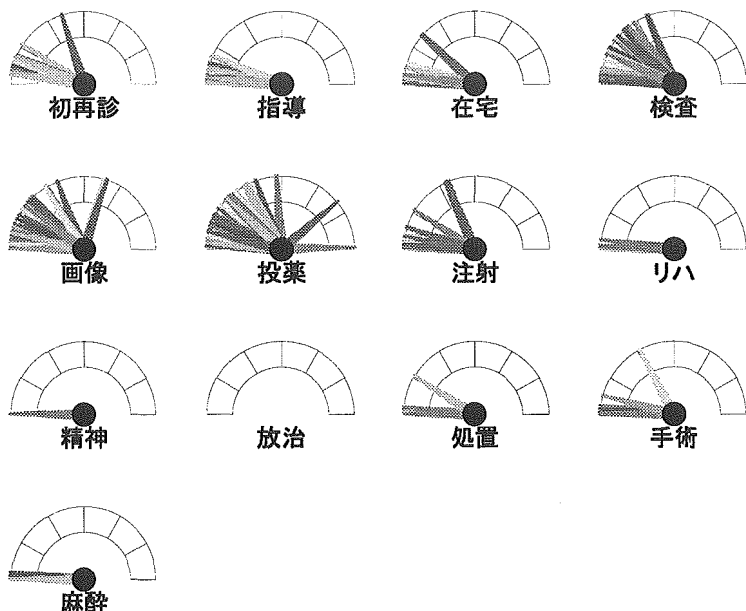 初再診 指導 在宅 検査
画像 投薬 注射 リハ
精神 放治 処置 手術
麻酔